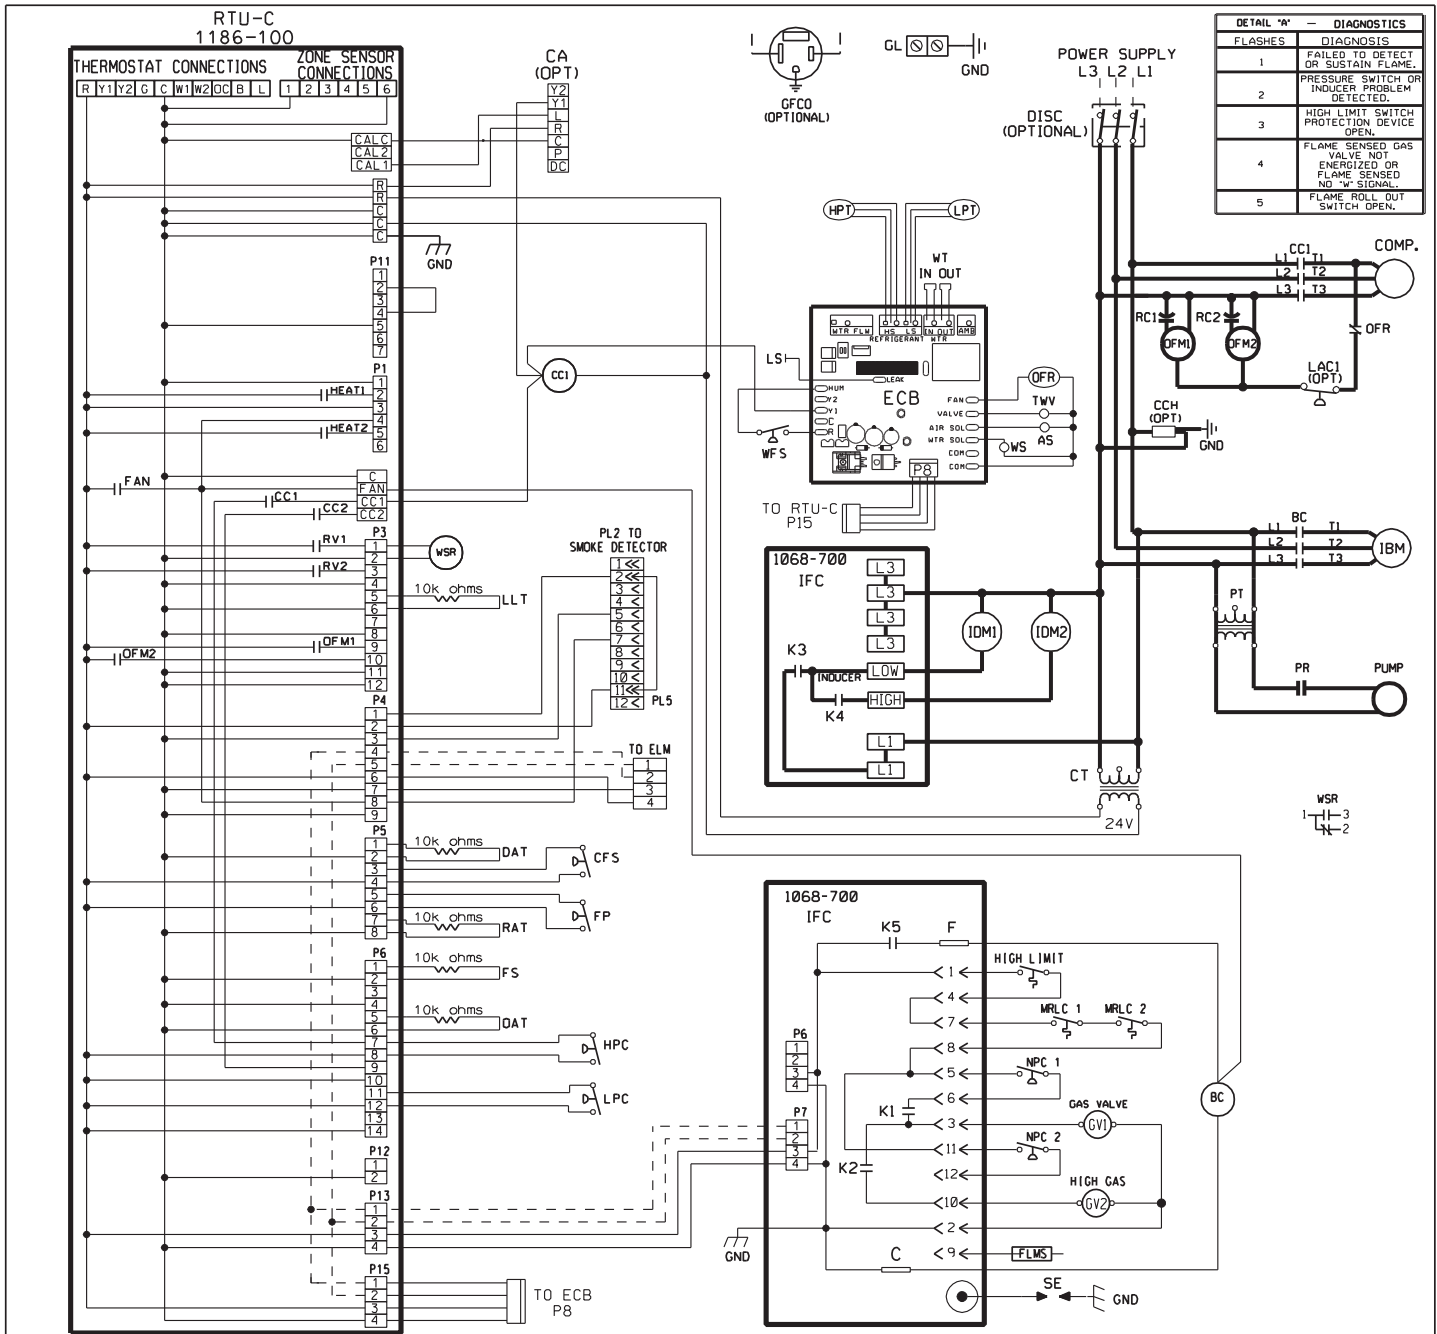 RTU-C
1186-100
THERMOSTAT CONNECTIONS
ZONE SENSOR
CONNECTIONS
R Y1 Y2 G C W1 W2 OC B L
1 2 3 4 5 6
CALC
CAL2
CAL1
R
R
C
C
C
GND
P11
1
2
3
4
5
6
7
P1
HEAT1
HEAT2
1
2
3
4
5
6
FAN
CC1
CC2
C
FAN
CC1
CC2
P3
RV1
RV2
OFM1
OFM2
1
2
3
4
5
6
7
8
9
10
11
12
WSR
10k ohms
LLT
P4
1
2
3
4
5
6
7
8
9
P5
1
2
3
4
5
6
7
8
10k ohms
DAT
CFS
FP
10k ohms
RAT
P6
1
2
3
4
5
6
7
8
9
10
11
12
13
14
10k ohms
FS
10k ohms
OAT
HPC
LPC
P12
1
2
P13
1
2
3
4
P15
1
2
3
4
TO ECB
P8
CA
(OPT)
Y2
Y1
L
R
C
P
DC
CC1
PL2 TO
SMOKE DETECTOR
1
2
3
4
5
6
7
8
9
10
11
12
PL5
TO ELM
1
2
3
4
GFCO
(OPTIONAL)
GL
GND
HPT
LPT
WT
IN OUT
WTR FLW
HS
LS
IN OUT
AMB
REFRIGERANT
WTR
LS
LEAK
HUM
Y2
Y1
C
R
ECB
FAN
VALVE
AIR SOL
WTR SOL
COM
COM
P8
WFS
OFR
TWV
AS
WS
TO RTU-C
P15
1068-700
IFC
L3
L3
L3
L3
K3
INDUCER
LOW
K4
HIGH
L1
L1
IDM1
IDM2
POWER SUPPLY
L3 L2 L1
DISC
(OPTIONAL)
DETAIL "A" — DIAGNOSTICS
FLASHES DIAGNOSIS
1 FAILED TO DETECT
OR SUSTAIN FLAME.
2 PRESSURE SWITCH OR
INDUCER PROBLEM
DETECTED.
3 HIGH LIMIT SWITCH
PROTECTION DEVICE
OPEN.
4 FLAME SENSED GAS
VALVE NOT
ENERGIZED OR
FLAME SENSED
NO "W" SIGNAL.
5 FLAME ROLL OUT
SWITCH OPEN.
COMP.
CC1
L1 T1
L2 T2
L3 T3
RC1
RC2
OFM1
OFM2
OFR
LAC1
(OPT)
CCH
(OPT)
GND
BC
L1 T1
L2 T2
L3 T3
IBM
PT
PR
PUMP
CT
24V
WSR
1 3
2
1068-700
IFC
K5
F
HIGH LIMIT
1
4
MRLC 1
MRLC 2
7
8
NPC 1
5
6
K1
GAS VALVE
3
GV1
NPC 2
11
K2
12
HIGH GAS
10
GV2
2
9
FLMS
P6
1
2
3
4
P7
1
2
3
4
GND
C
SE
GND
BC